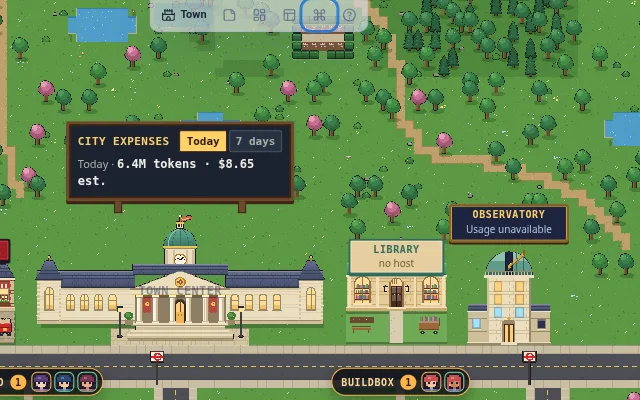 Town
CITY EXPENSES Today 7 days
Today · 6.4M tokens · $8.65
est.
OBSERVATORY
Usage unavailable
LIBRARY
no host
TOWN CENTER
1
BUILDBOX 1